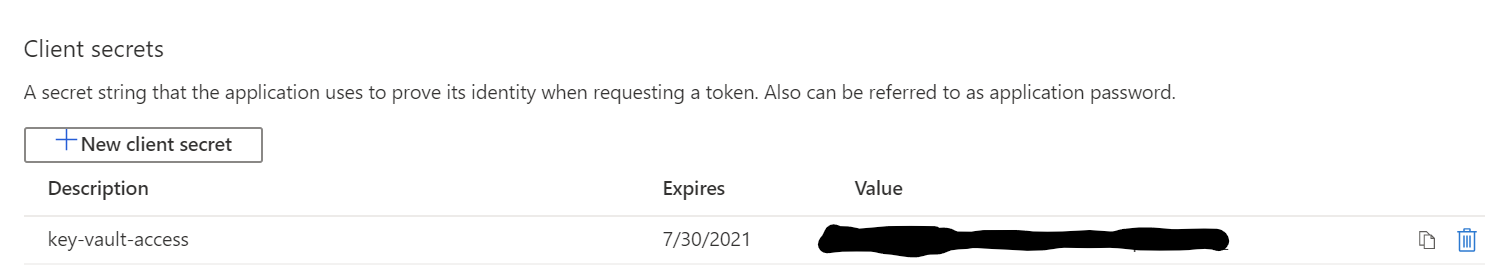 Client secrets
A secret string that the application uses to prove its identity when requesting a token. Also can be referred to as application password.
New client secret
Description Expires Value
key-vault-access 7/30/2021